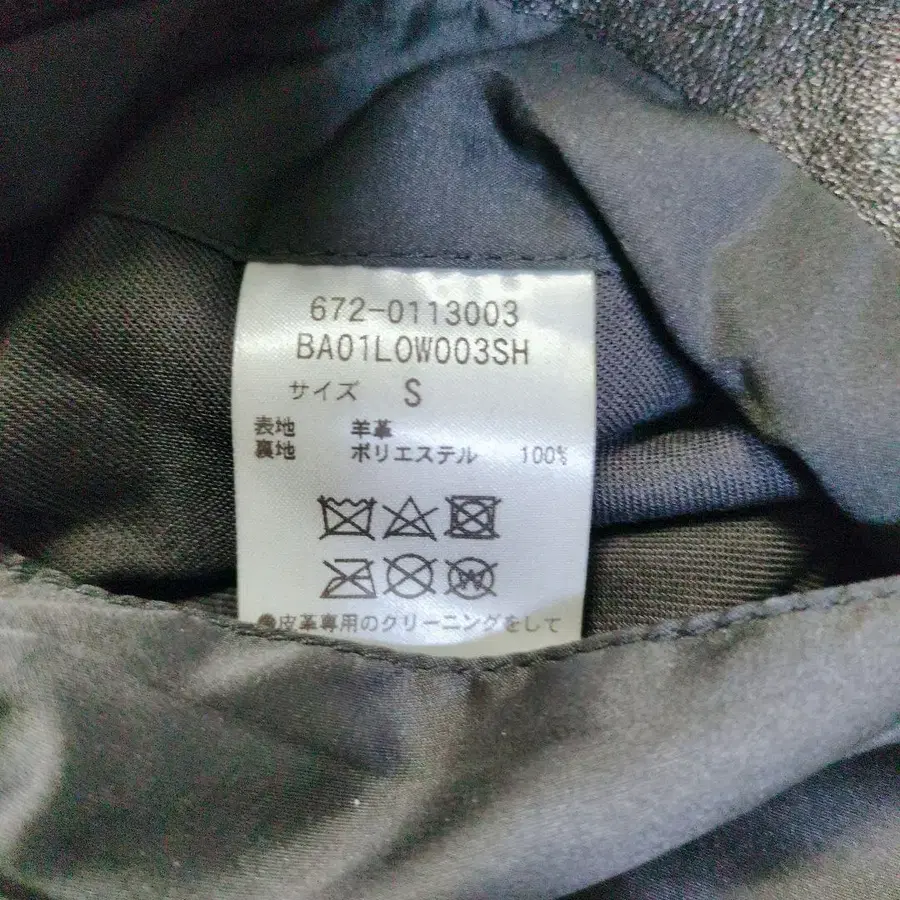 672-0113003
BA01LOW003SH
サイズ S
表地 羊革
裏地 ポリエステル 100%
W
●皮革専用のクリーニングをして